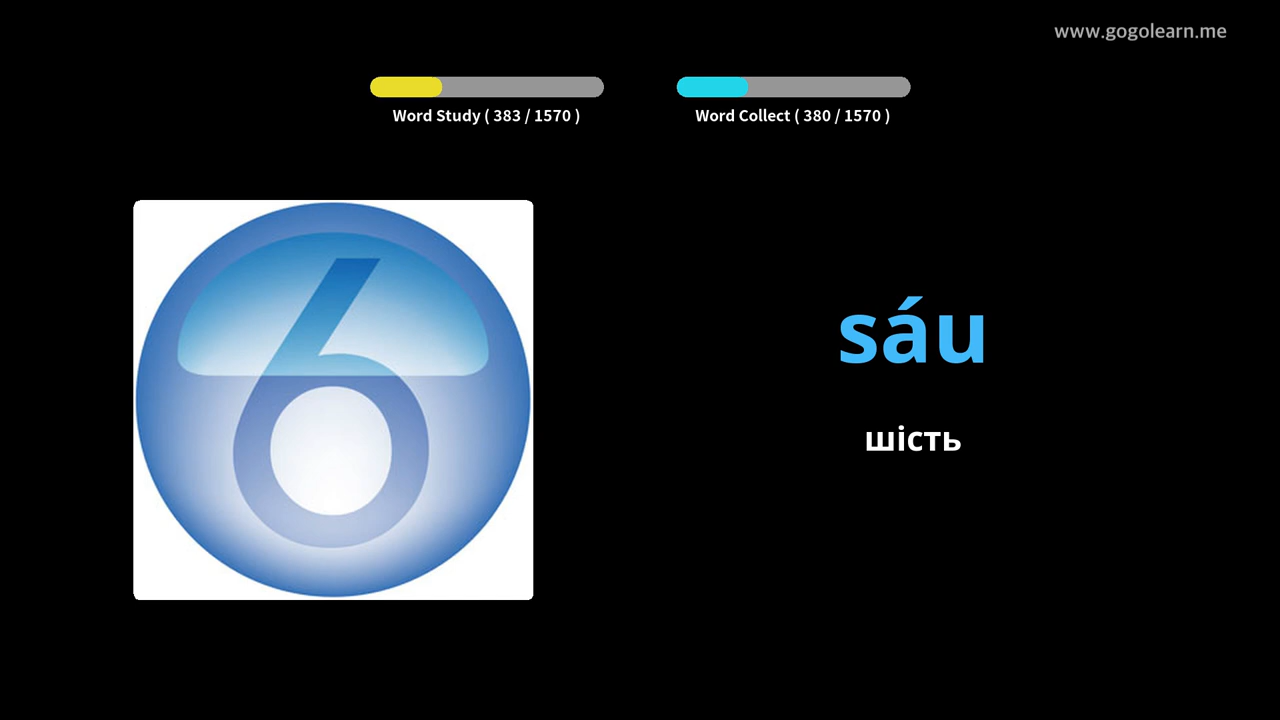 www.gogolearn.me
Word Study ( 383 / 1570 )
Word Collect ( 380 / 1570 )
6
sáu
шість